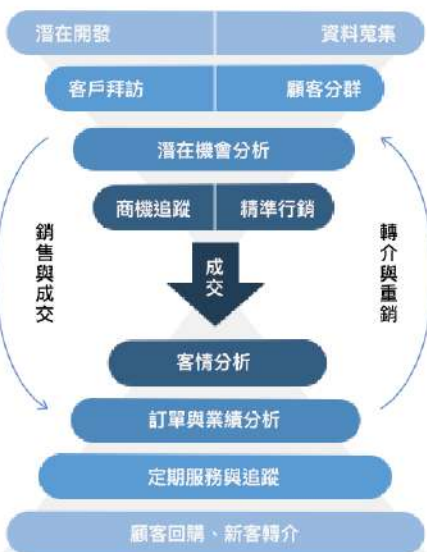 潛在開發 資料蒐集
客戶拜訪 顧客分群
潛在機會分析
商機追蹤 精準行銷
成交
銷售與成交
轉介與重銷
客情分析
訂單與業績分析
定期服務與追蹤
顧客回購、新客轉介